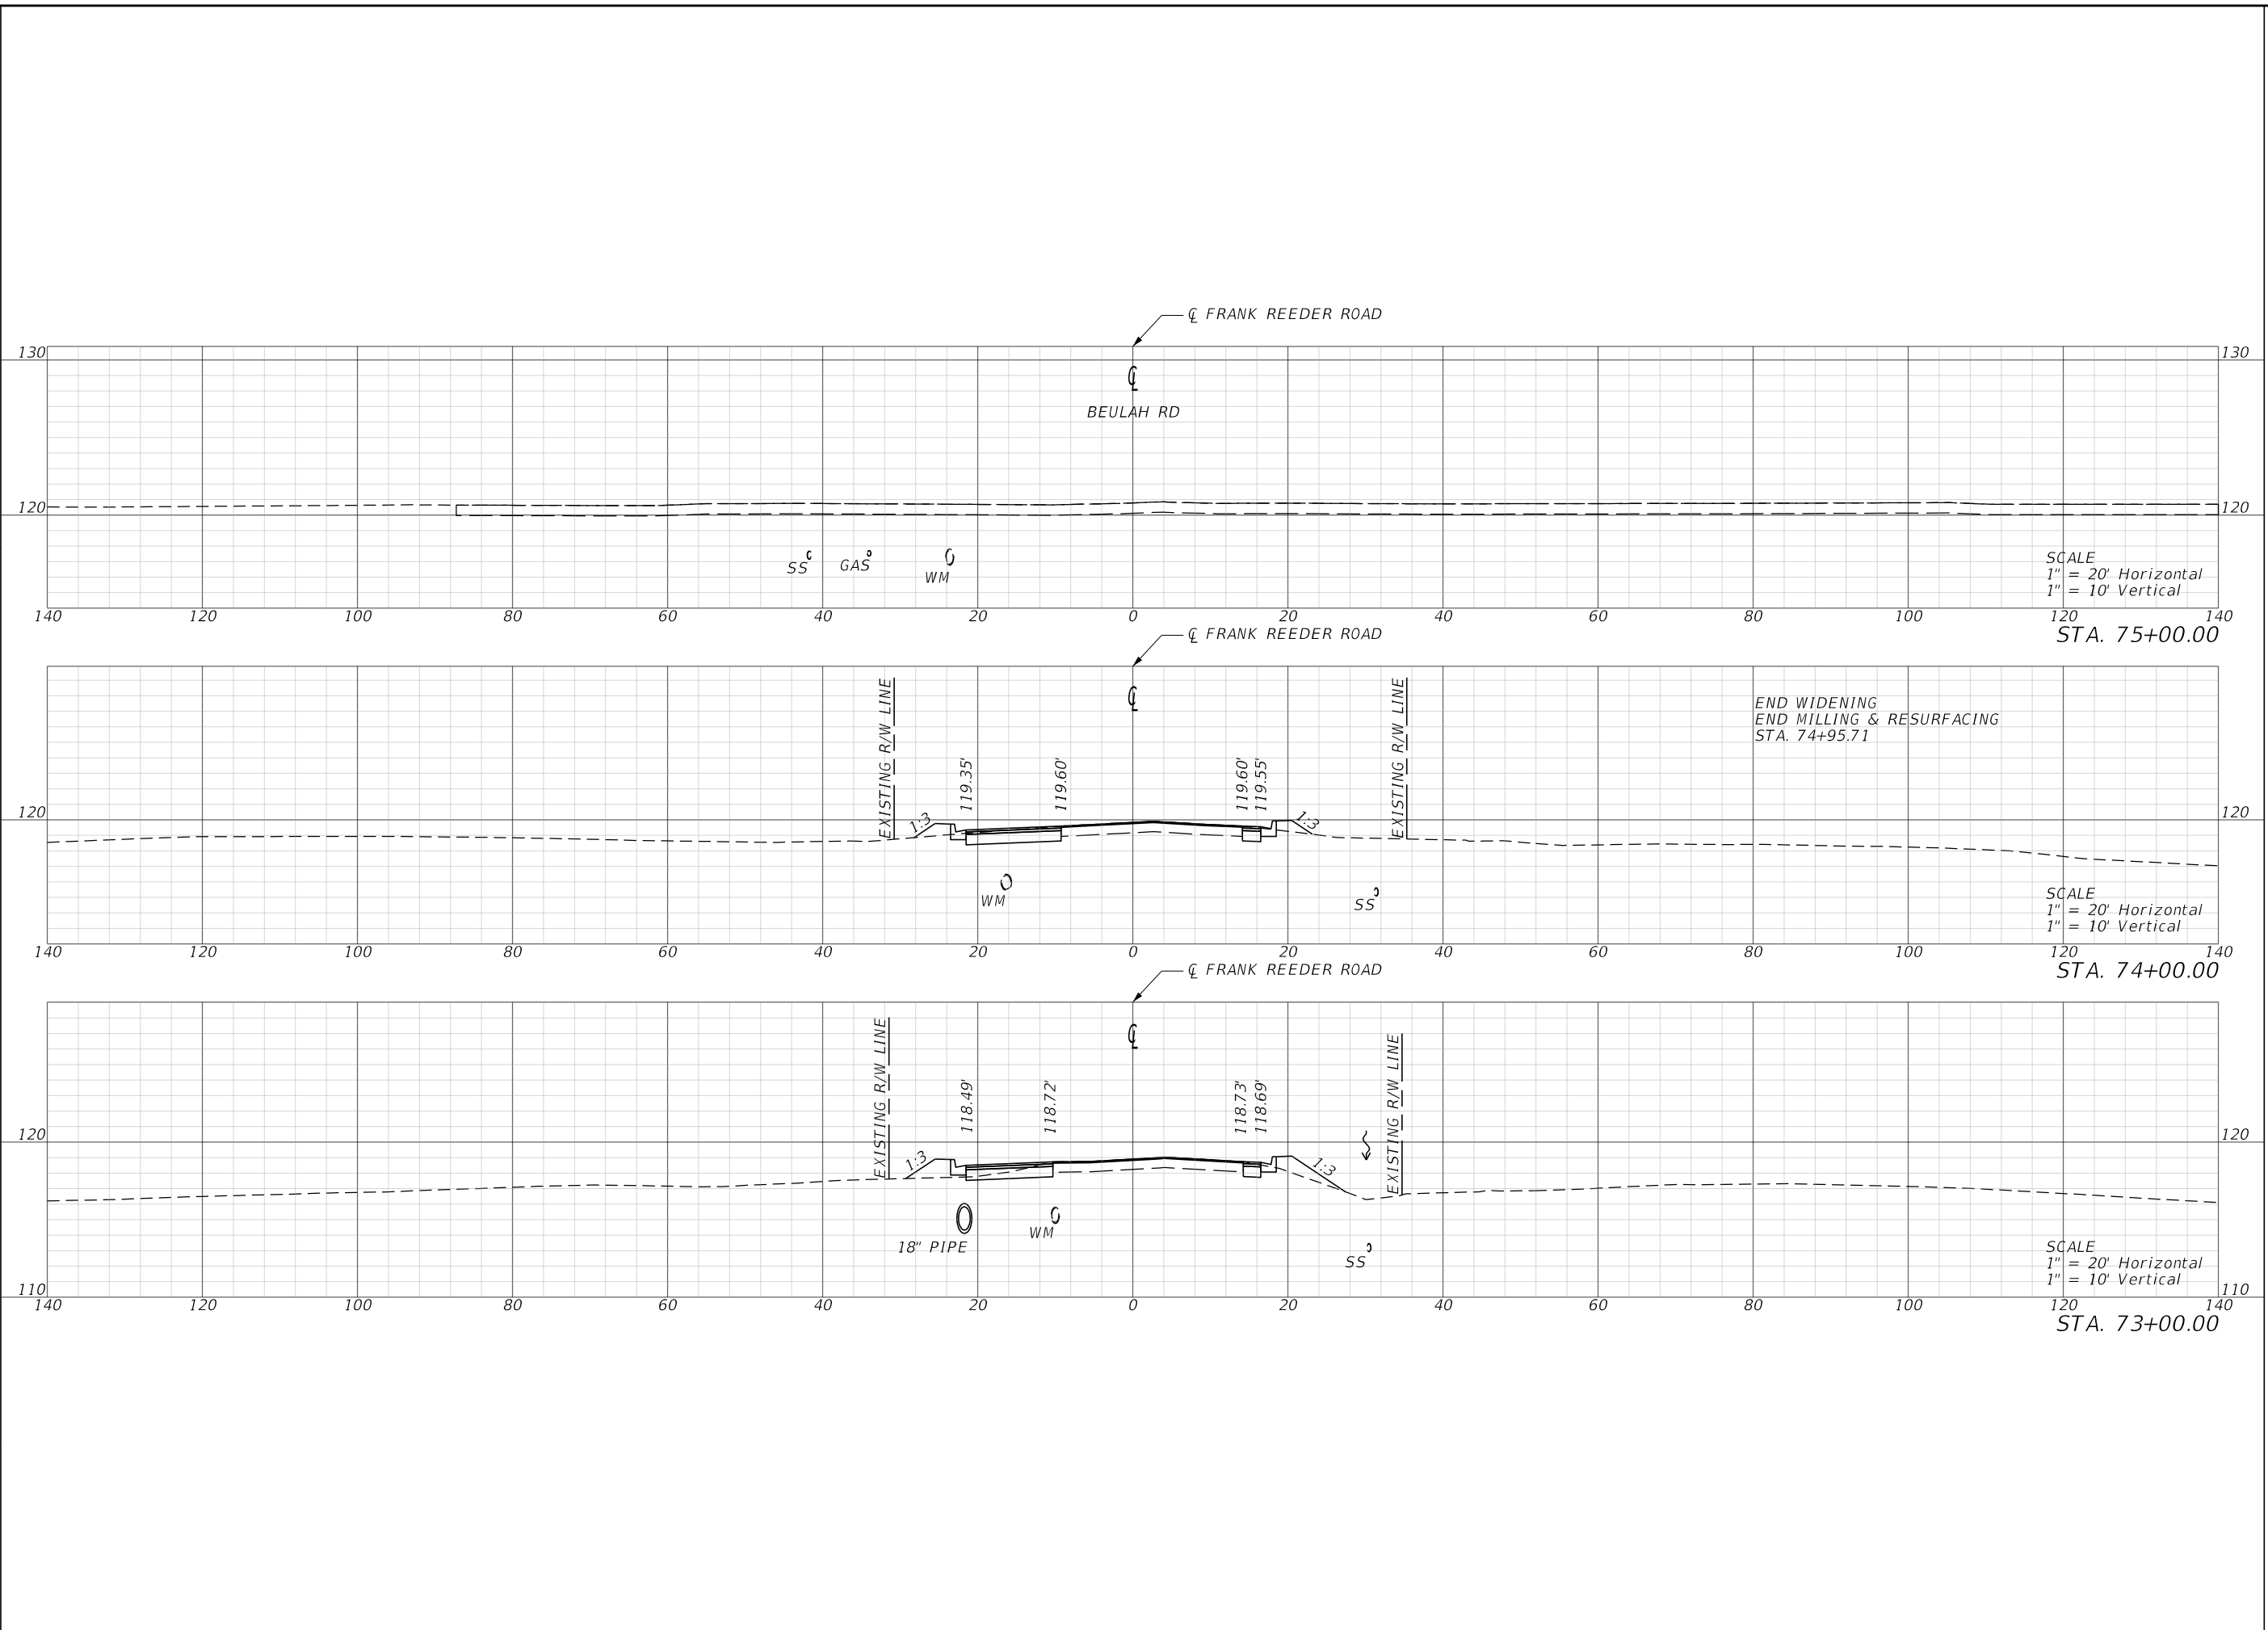 ℄ FRANK REEDER ROAD
130 130
℄
BEULAH RD
120 120
SS GAS WM
SCALE
1" = 20' Horizontal
1" = 10' Vertical
140 120 100 80 60 40 20 0 20 40 60 80 100 120 140
STA. 75+00.00
℄ FRANK REEDER ROAD
℄
EXISTING R/W LINE
EXISTING R/W LINE
END WIDENING
END MILLING & RESURFACING
STA. 74+95.71
119.35'
119.60'
119.60'
119.55'
120 120
1:3 1:3
WM
SS
SCALE
1" = 20' Horizontal
1" = 10' Vertical
140 120 100 80 60 40 20 0 20 40 60 80 100 120 140
STA. 74+00.00
℄ FRANK REEDER ROAD
℄
EXISTING R/W LINE
EXISTING R/W LINE
118.49'
118.72'
118.73'
118.69'
120 120
1:3 1:3
WM
18" PIPE
SS
SCALE
1" = 20' Horizontal
1" = 10' Vertical
110 110
140 120 100 80 60 40 20 0 20 40 60 80 100 120 140
STA. 73+00.00